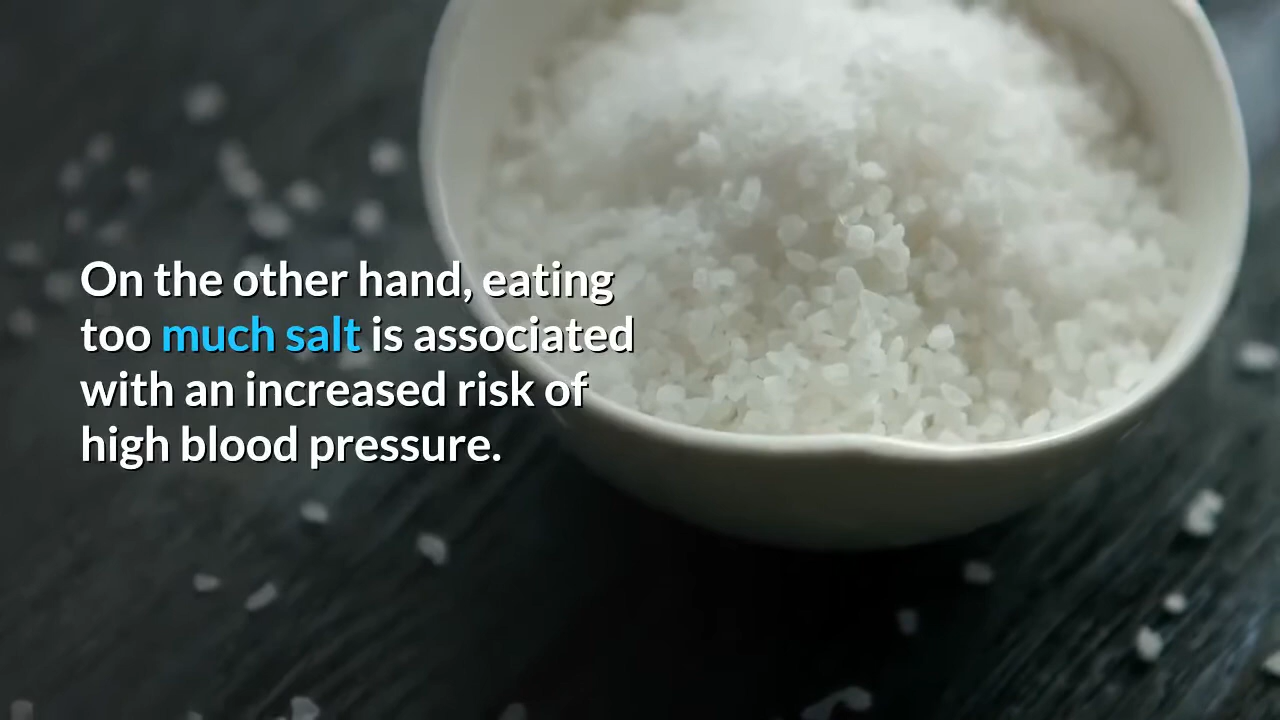 On the other hand, eating
too much salt is associated
with an increased risk of
high blood pressure.